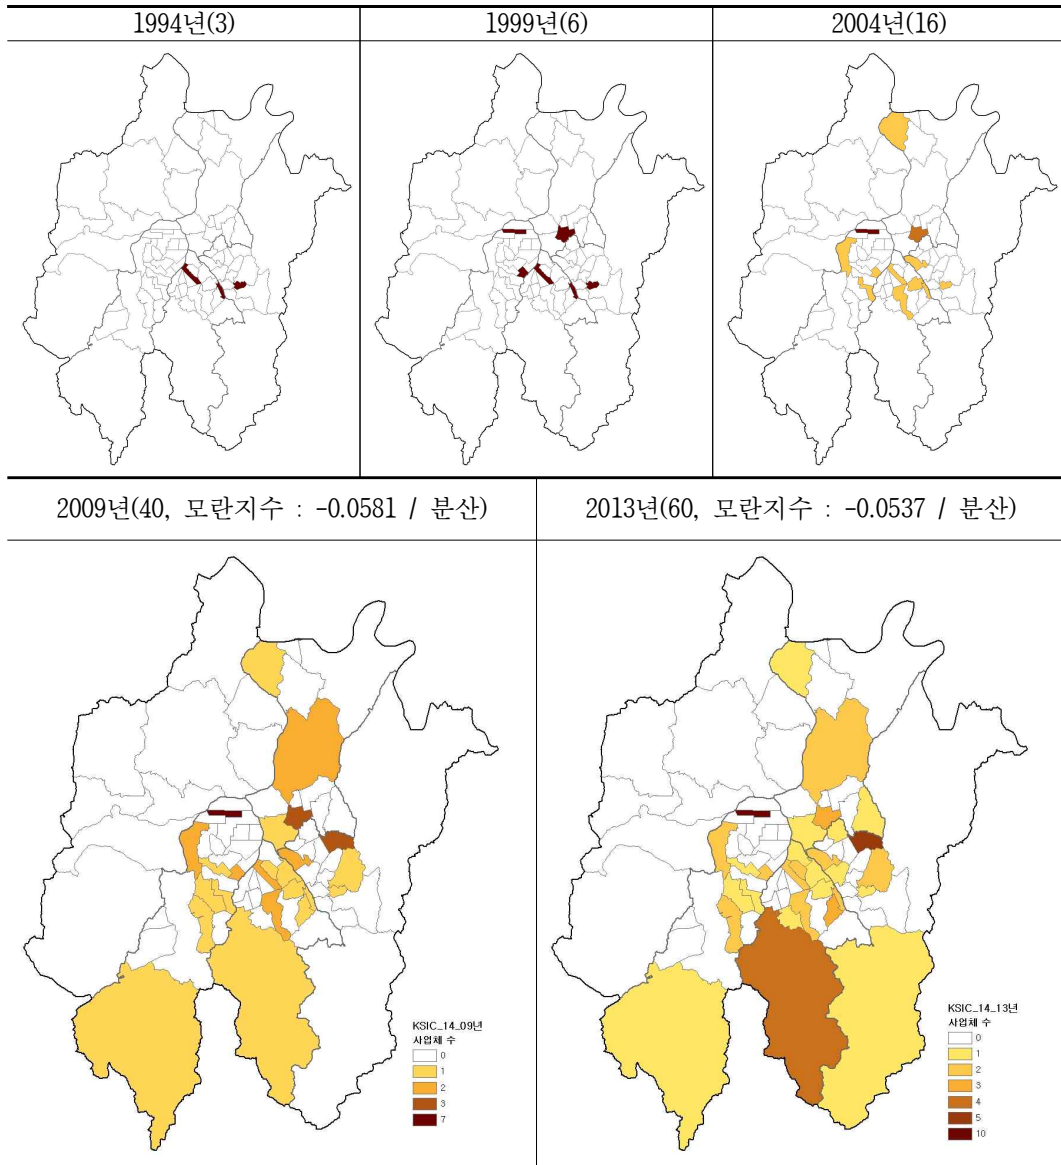 1994년(3)
1999년(6)
2004년(16)
2009년(40, 모란지수 : -0.0581 / 분산)
2013년(60, 모란지수 : -0.0537 / 분산)
KSIC_14_09년
사업체 수
0
1
2
3
7
KSIC_14_13년
사업체 수
0
1
2
3
4
5
10